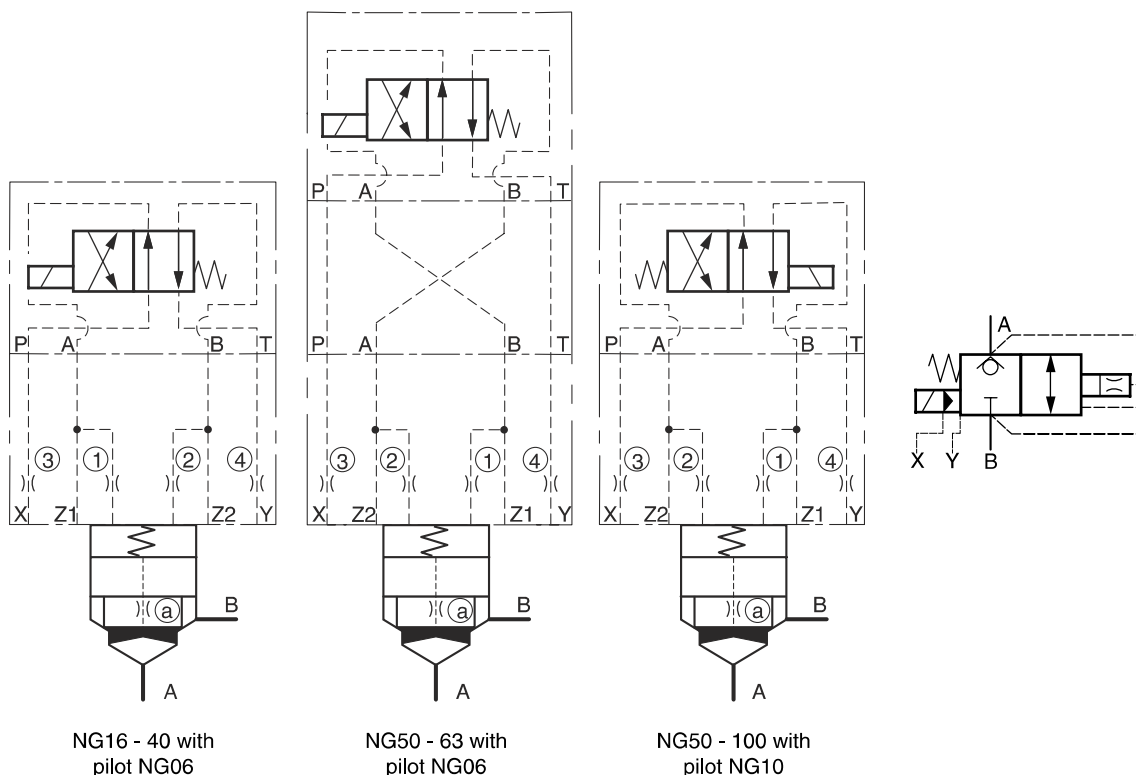 P A B T
P A B T
P A B T
P A B T
A
③ ① ② ④
③ ② ① ④
③ ② ① ④
X Y B
X Z1 Z2 Y
X Z2 Z1 Y
X Z2 Z1 Y
ⓐ B
ⓐ B
ⓐ B
A
A
A
NG16 - 40 with
pilot NG06
NG50 - 63 with
pilot NG06
NG50 - 100 with
pilot NG10